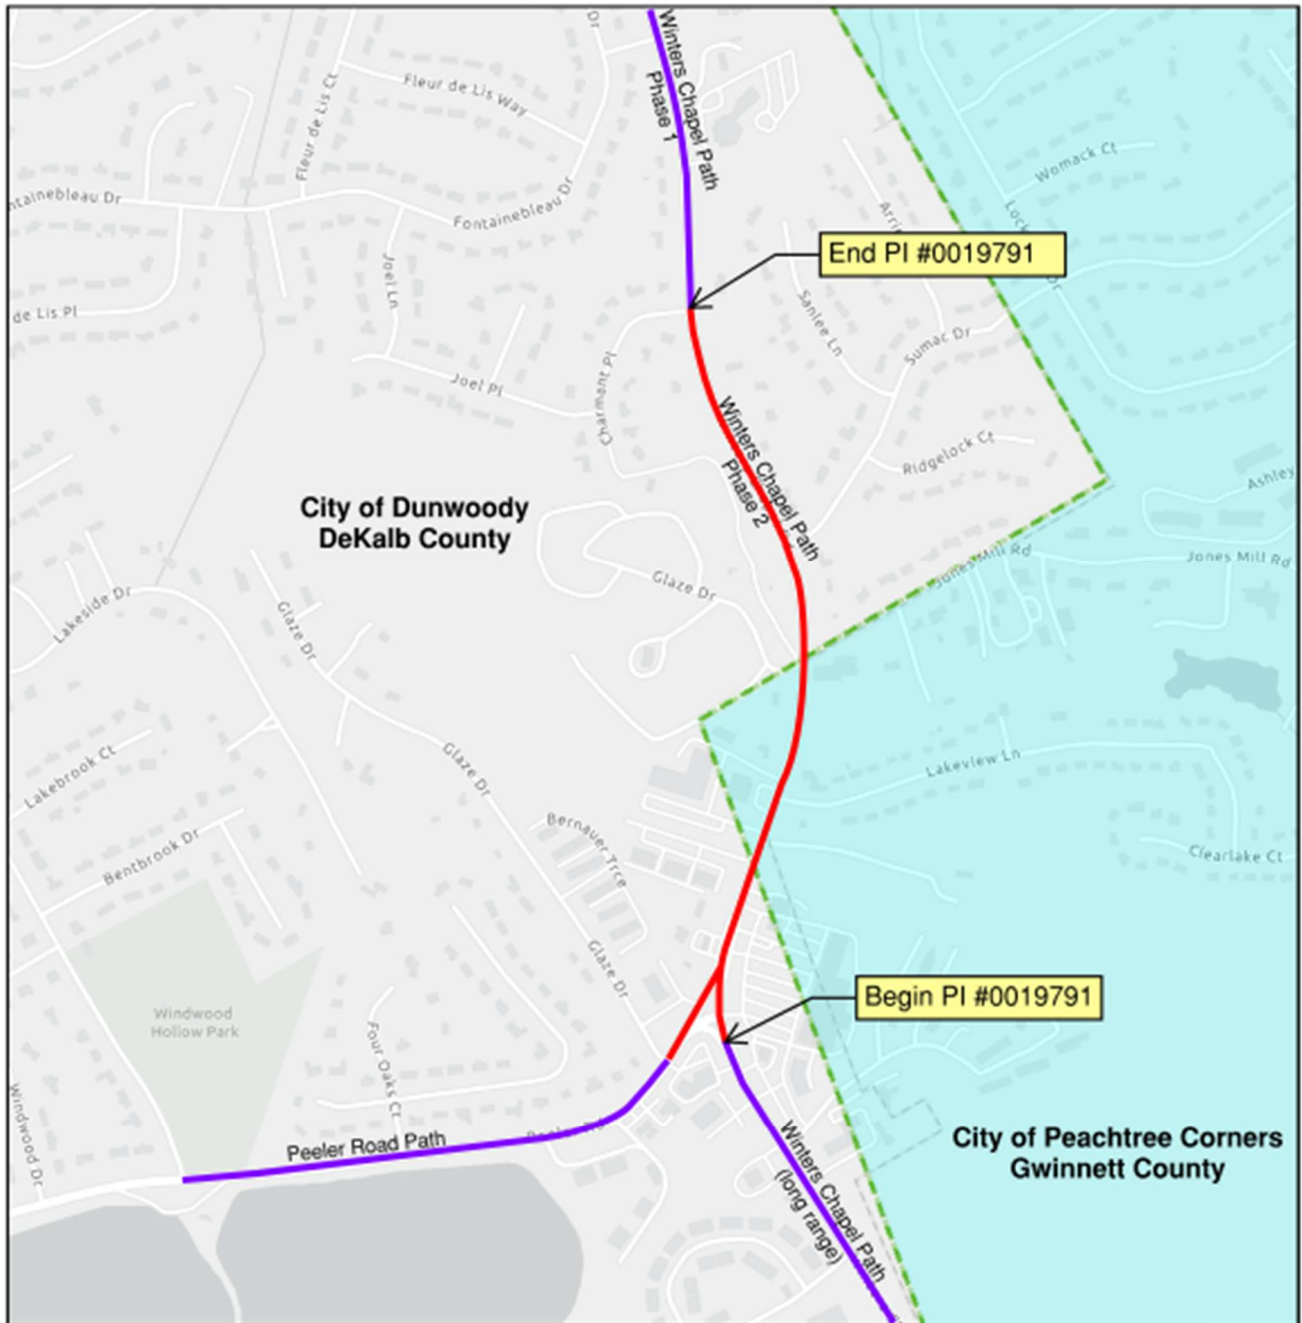 Dr
Winters Chapel Path
Phase 1
Fleur de Lis Ct
Fleur de Lis Way
Womack Ct
ntainebleau Dr
Fontainebleau Dr
Arri
Lock
Dr
End PI #0019791
Joel Ln
de Lis Pl
Sanlee Ln
Sumac Dr
Charmant Pl
Joel Pl
Winters Chapel Path
Phase 2
Ridgelock Ct
Ashley
City of Dunwoody
DeKalb County
Jones Mill Rd
Jones Mill Rd
Glaze Dr
Lakeside Dr
Glaze Dr
Lakebrook Ct
Glaze Dr
Lakeview Ln
Bernauer Trce
Bentbrook Dr
Clearlake Ct
Glaze Dr
Begin PI #0019791
Windwood
Hollow Park
Four Oaks Ct
Windwood Dr
Peeler Road Path
City of Peachtree Corners
Gwinnett County
Winters Chapel Path
(long range)